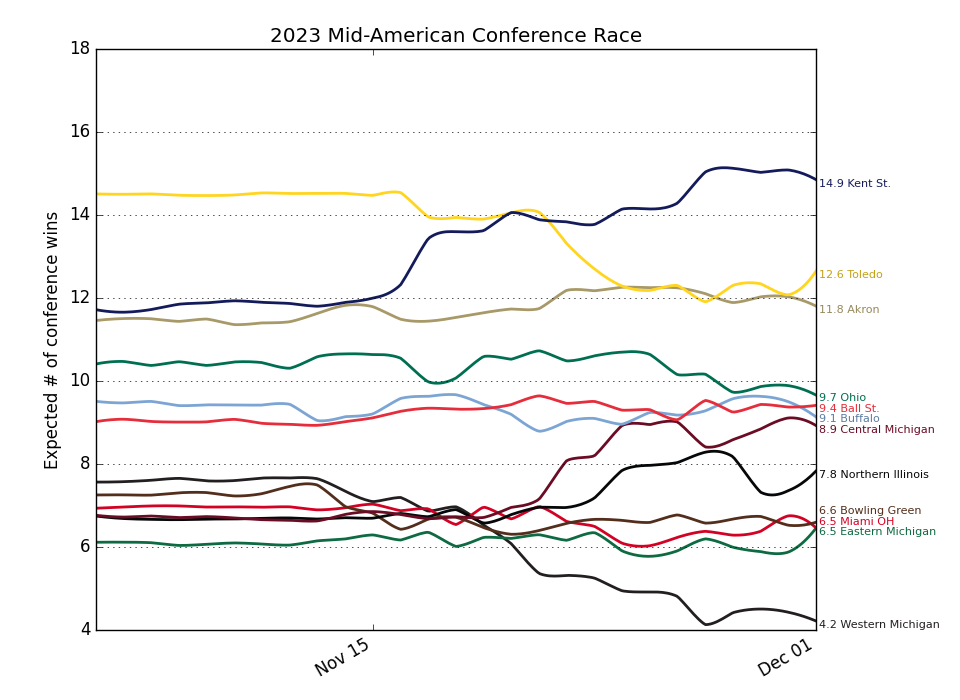 2023 Mid-American Conference Race
Expected # of conference wins
18
16
14
12
10
8
6
4
Nov 15
Dec 01
14.9 Kent St.
12.6 Toledo
11.8 Akron
9.7 Ohio
9.4 Ball St.
9.1 Buffalo
8.9 Central Michigan
7.8 Northern Illinois
6.6 Bowling Green
6.5 Miami OH
6.5 Eastern Michigan
4.2 Western Michigan